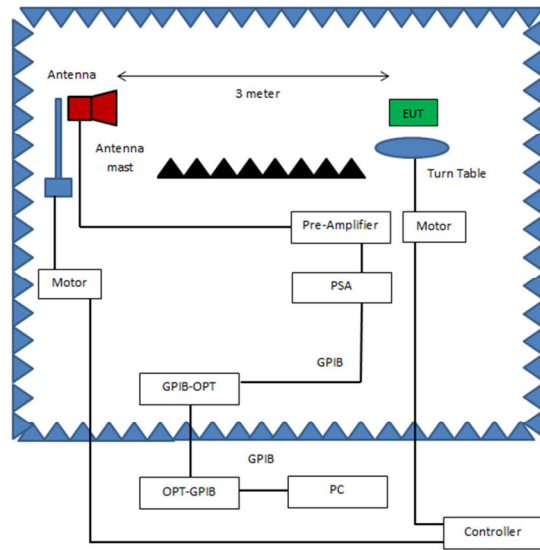 Antenna
3 meter
EUT
Antenna
mast
Turn Table
Pre-Amplifier
Motor
Motor
PSA
GPIB
GPIB-OPT
GPIB
OPT-GPIB
PC
Controller